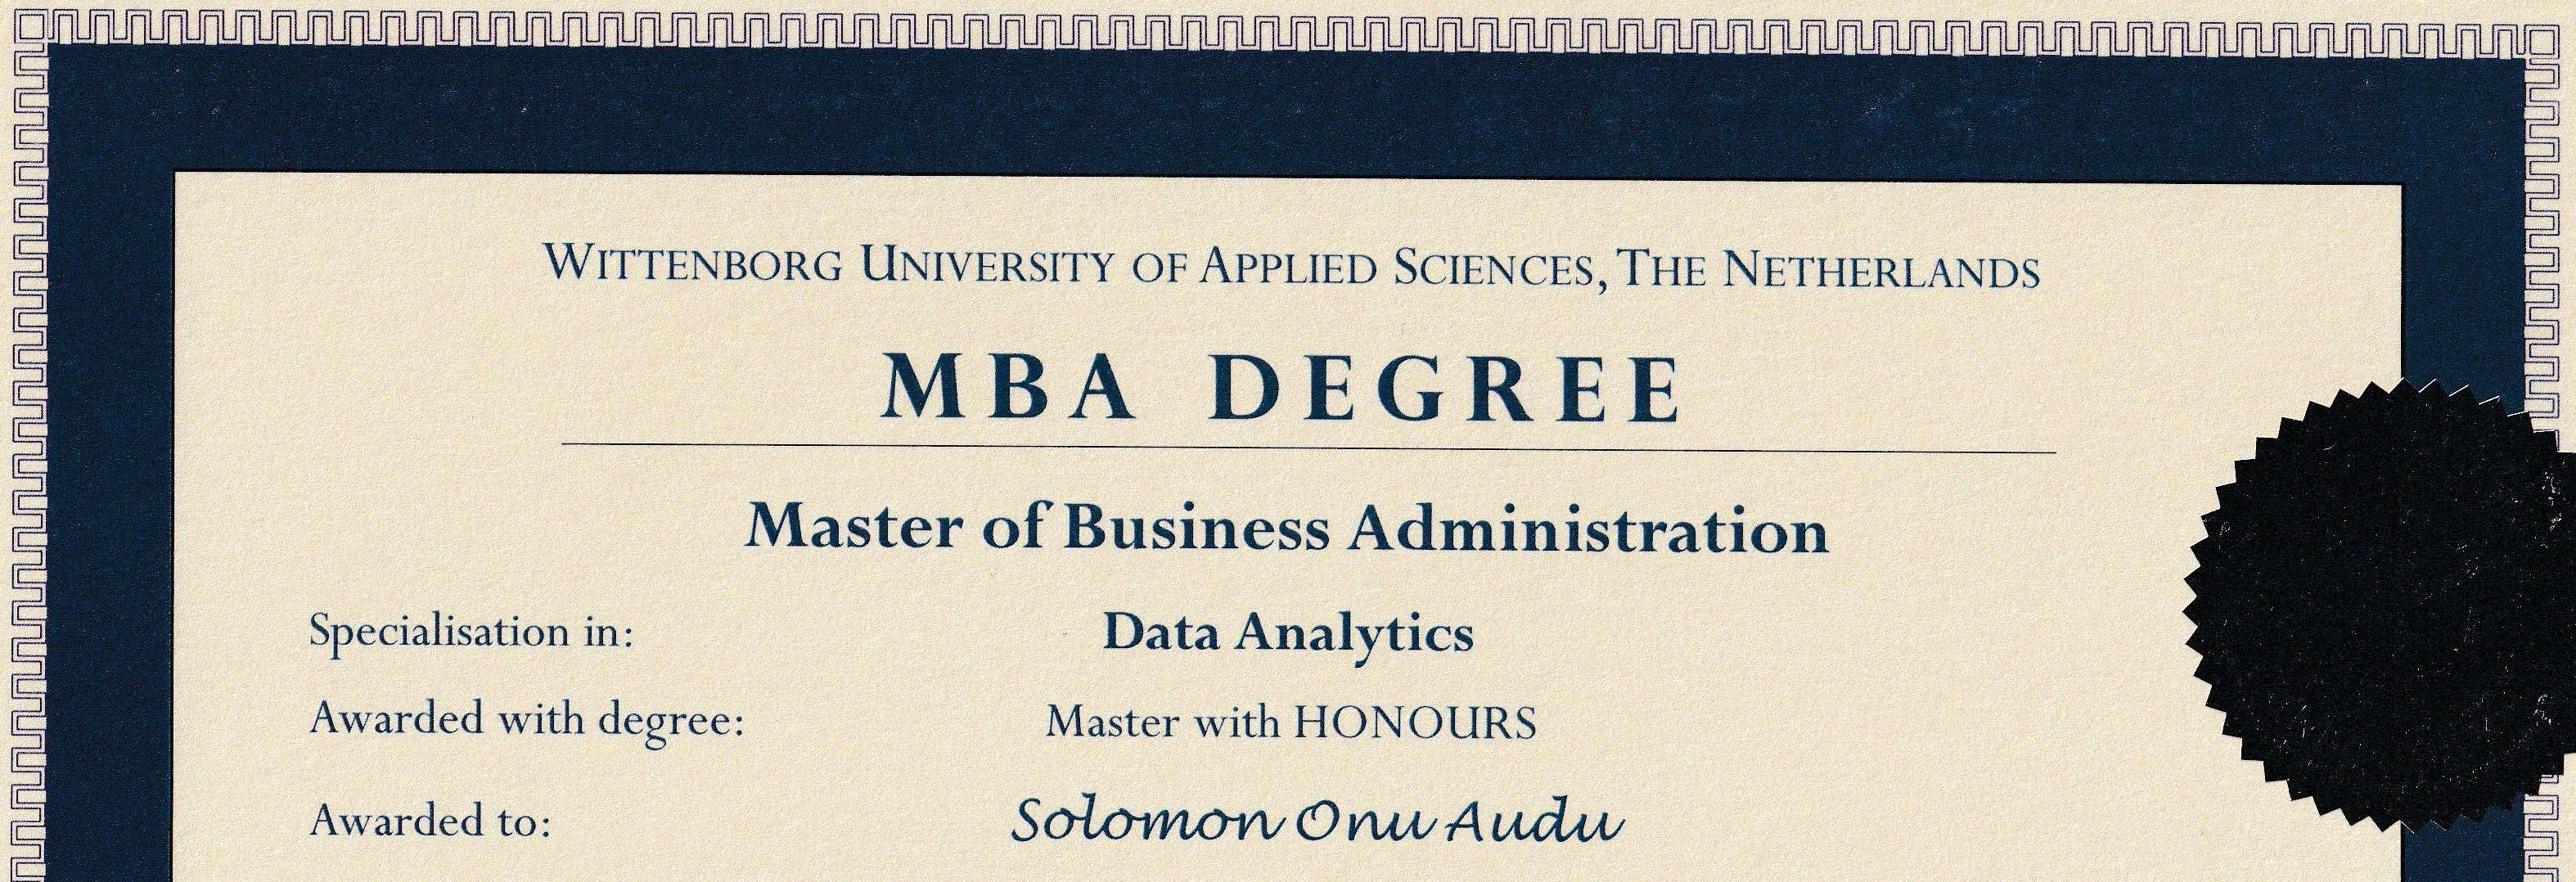 WITTENBORG UNIVERSITY OF APPLIED SCIENCES, THE NETHERLANDS
MBA DEGREE
Master of Business Administration
Specialisation in: Data Analytics
Awarded with degree: Master with HONOURS
Awarded to: Solomon Onu Audu